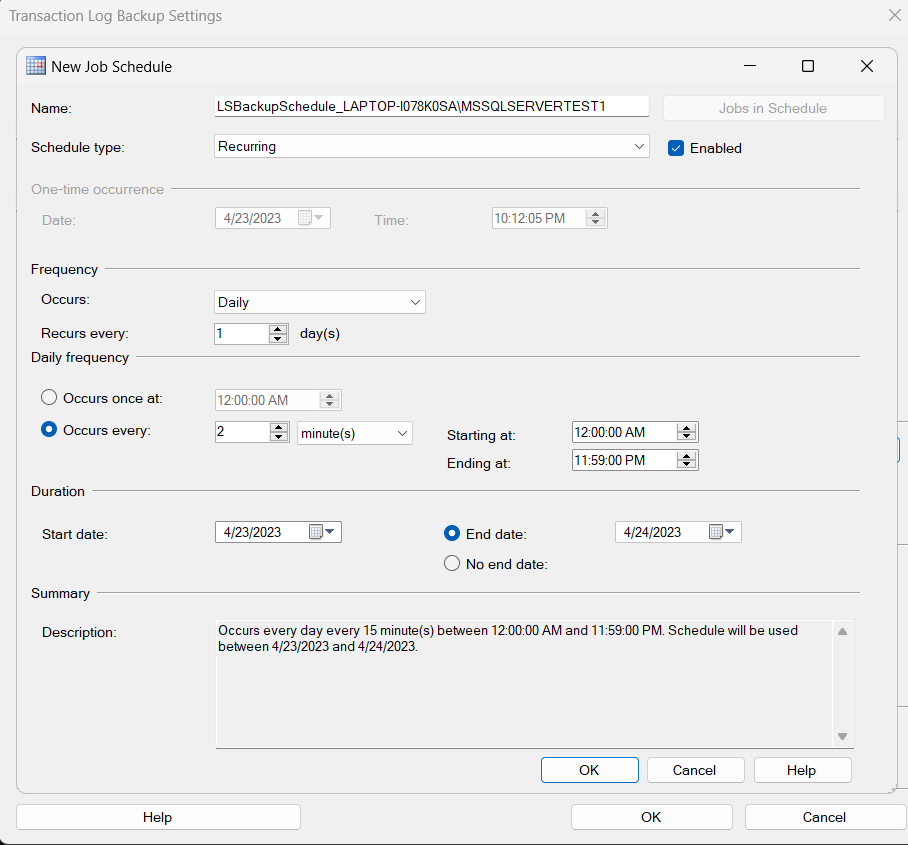 Transaction Log Backup Settings
New Job Schedule
Name: LSBackupSchedule_LAPTOP-I078K0SA\MSSQLSERVERTEST1 Jobs in Schedule
Schedule type: Recurring Enabled
One-time occurrence
Date: 4/23/2023 Time: 10:12:05 PM
Frequency
Occurs: Daily
Recurs every: 1 day(s)
Daily frequency
Occurs once at: 12:00:00 AM
Occurs every: 2 minute(s) Starting at: 12:00:00 AM
Ending at: 11:59:00 PM
Duration
Start date: 4/23/2023 End date: 4/24/2023
No end date:
Summary
Description: Occurs every day every 15 minute(s) between 12:00:00 AM and 11:59:00 PM. Schedule will be used
between 4/23/2023 and 4/24/2023.
OK Cancel Help
Help OK Cancel